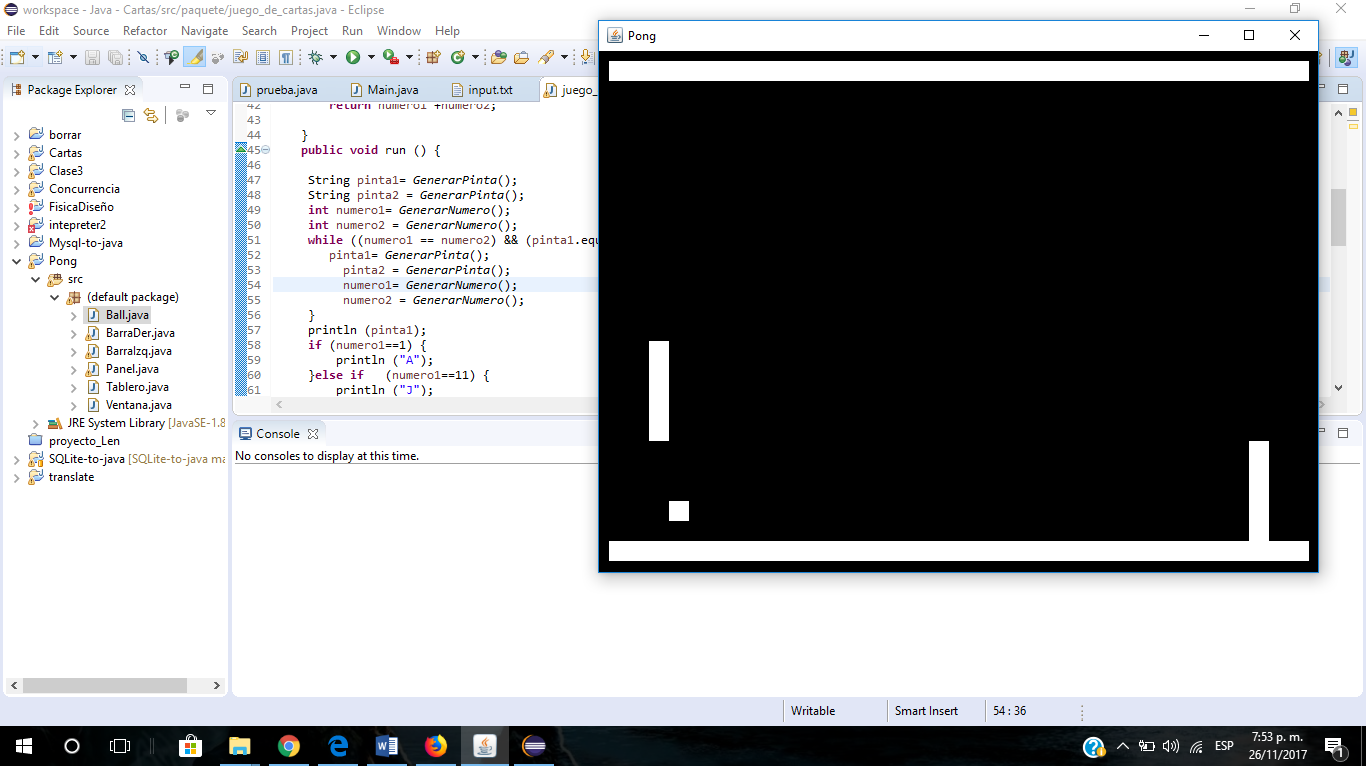 workspace - Java - Cartas/src/paquete/juego_de_cartas.java - Eclipse
File Edit Source Refactor Navigate Search Project Run Window Help
Package Explorer
borrar
Cartas
Clase3
Concurrencia
FisicaDiseño
intepreter2
Mysql-to-java
Pong
src
(default package)
Ball.java
BarraDer.java
BarraIzq.java
Panel.java
Tablero.java
Ventana.java
JRE System Library [JavaSE-1.8
proyecto_Len
SQLite-to-java [SQLite-to-java ma
translate
prueba.java Main.java input.txt juego_
42 return numero1 +numero2;
43
44 }
45 public void run () {
46
47 String pinta1= GenerarPinta();
48 String pinta2 = GenerarPinta();
49 int numero1= GenerarNumero();
50 int numero2 = GenerarNumero();
51 while ((numero1 == numero2) && (pinta1.equ
52 pinta1= GenerarPinta();
53 pinta2 = GenerarPinta();
54 numero1= GenerarNumero();
55 numero2 = GenerarNumero();
56 }
57 println (pinta1);
58 if (numero1==1) {
59 println ("A");
60 }else if (numero1==11) {
61 println ("J");
Console
No consoles to display at this time.
Pong
Writable Smart Insert 54 : 36
ESP
7:53 p. m.
26/11/2017
1